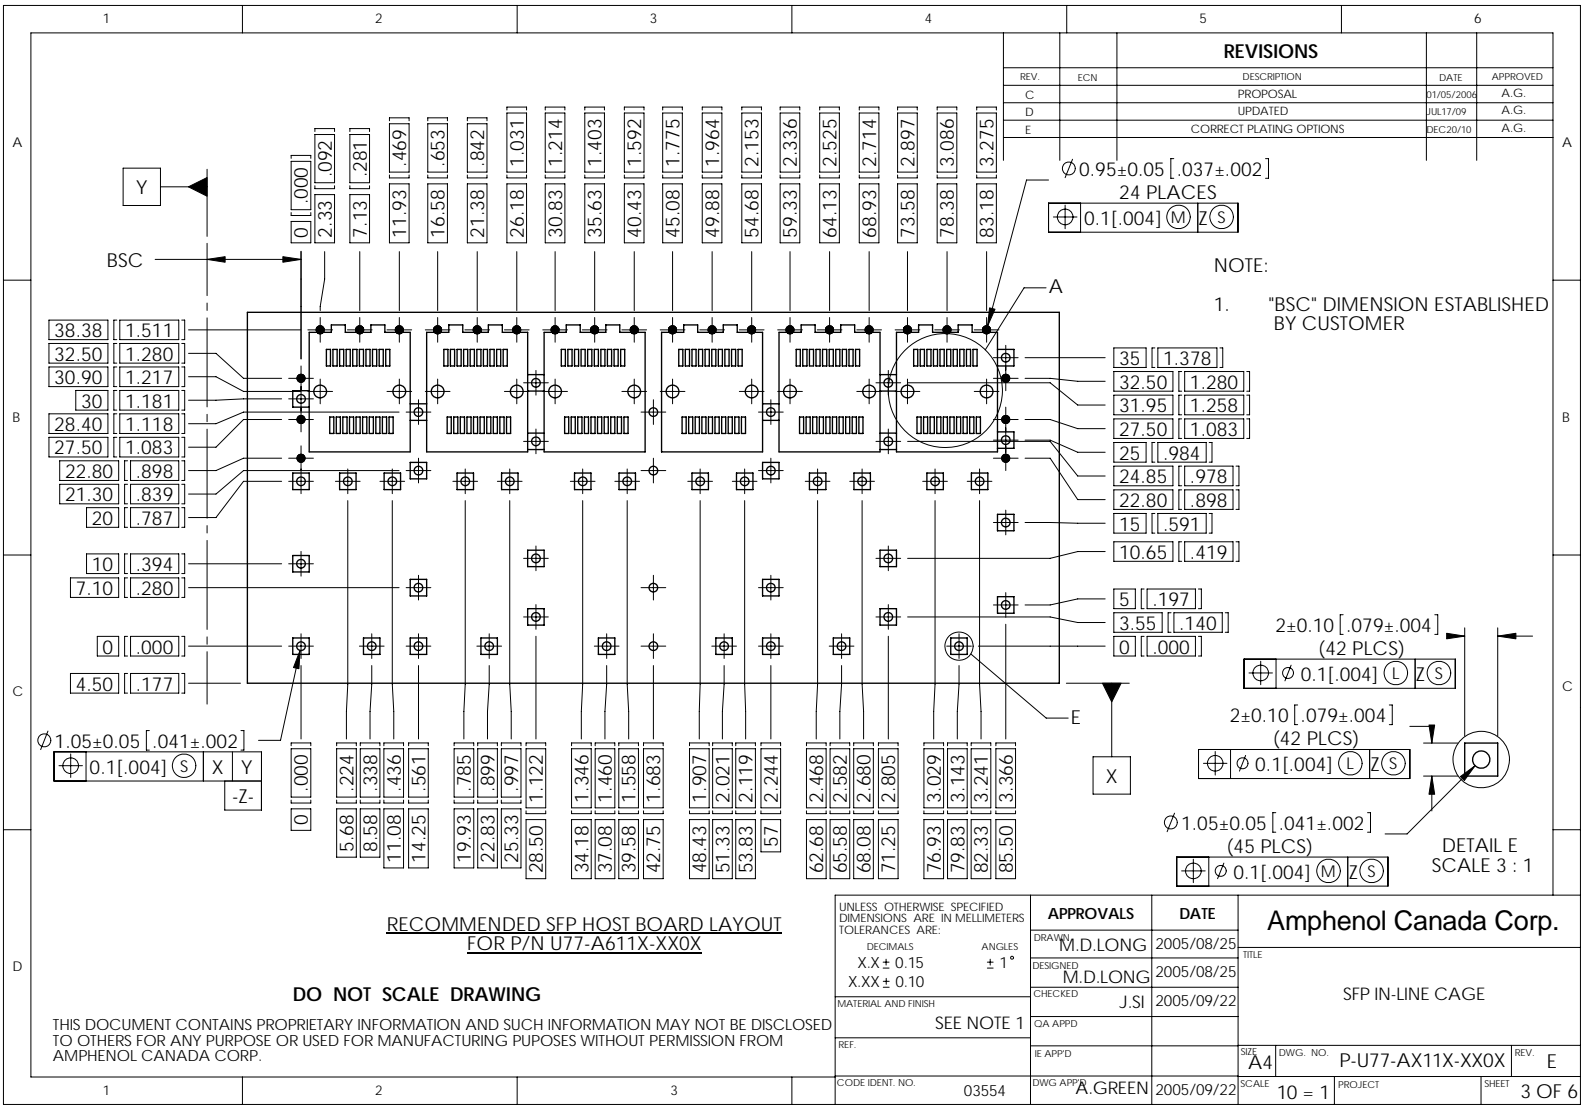 1 2 3 4 5 6
REVISIONS
REV. ECN DESCRIPTION DATE APPROVED
C PROPOSAL 01/05/2006 A.G.
D UPDATED JUL17/09 A.G.
E CORRECT PLATING OPTIONS DEC20/10 A.G.
A
A
Y
BSC
0 [.000]
2.33 [.092]
7.13 [.281]
11.93 [.469]
16.58 [.653]
21.38 [.842]
26.18 [1.031]
30.83 [1.214]
35.63 [1.403]
40.43 [1.592]
45.08 [1.775]
49.88 [1.964]
54.68 [2.153]
59.33 [2.336]
64.13 [2.525]
68.93 [2.714]
73.58 [2.897]
78.38 [3.086]
83.18 [3.275]
Ø0.95±0.05 [.037±.002]
24 PLACES
⌖ 0.1[.004] Ⓜ Z Ⓢ
NOTE:
1. "BSC" DIMENSION ESTABLISHED
BY CUSTOMER
A
B
B
38.38 [1.511]
32.50 [1.280]
30.90 [1.217]
30 [1.181]
28.40 [1.118]
27.50 [1.083]
22.80 [.898]
21.30 [.839]
20 [.787]
10 [.394]
7.10 [.280]
0 [.000]
4.50 [.177]
35 [1.378]
32.50 [1.280]
31.95 [1.258]
27.50 [1.083]
25 [.984]
24.85 [.978]
22.80 [.898]
15 [.591]
10.65 [.419]
5 [.197]
3.55 [.140]
0 [.000]
C
C
E
X
Ø1.05±0.05 [.041±.002]
⌖ 0.1[.004] Ⓢ X Y
-Z-
0 [.000]
5.68 [.224]
8.58 [.338]
11.08 [.436]
14.25 [.561]
19.93 [.785]
22.83 [.899]
25.33 [.997]
28.50 [1.122]
34.18 [1.346]
37.08 [1.460]
39.58 [1.558]
42.75 [1.683]
48.43 [1.907]
51.33 [2.021]
53.83 [2.119]
57 [2.244]
62.68 [2.468]
65.58 [2.582]
68.08 [2.680]
71.25 [2.805]
76.93 [3.029]
79.83 [3.143]
82.33 [3.241]
85.50 [3.366]
2±0.10 [.079±.004]
(42 PLCS)
⌖ Ø 0.1[.004] Ⓛ Z Ⓢ
2±0.10 [.079±.004]
(42 PLCS)
⌖ Ø 0.1[.004] Ⓛ Z Ⓢ
Ø1.05±0.05 [.041±.002]
(45 PLCS)
⌖ Ø 0.1[.004] Ⓜ Z Ⓢ
DETAIL E
SCALE 3 : 1
RECOMMENDED SFP HOST BOARD LAYOUT
FOR P/N U77-A611X-XX0X
D
DO NOT SCALE DRAWING
THIS DOCUMENT CONTAINS PROPRIETARY INFORMATION AND SUCH INFORMATION MAY NOT BE DISCLOSED
TO OTHERS FOR ANY PURPOSE OR USED FOR MANUFACTURING PUPOSES WITHOUT PERMISSION FROM
AMPHENOL CANADA CORP.
UNLESS OTHERWISE SPECIFIED
DIMENSIONS ARE IN MELLIMETERS
TOLERANCES ARE:
DECIMALS ANGLES
X.X ± 0.15 ± 1°
X.XX ± 0.10
MATERIAL AND FINISH
SEE NOTE 1
REF.
CODE IDENT. NO. 03554
APPROVALS DATE
DRAWN M.D.LONG 2005/08/25
DESIGNED M.D.LONG 2005/08/25
CHECKED J.SI 2005/09/22
QA APPD
IE APP'D
DWG APP'D A.GREEN 2005/09/22
Amphenol Canada Corp.
TITLE
SFP IN-LINE CAGE
SIZE A4 DWG. NO. P-U77-AX11X-XX0X REV. E
SCALE 10 = 1 PROJECT SHEET 3 OF 6
1 2 3